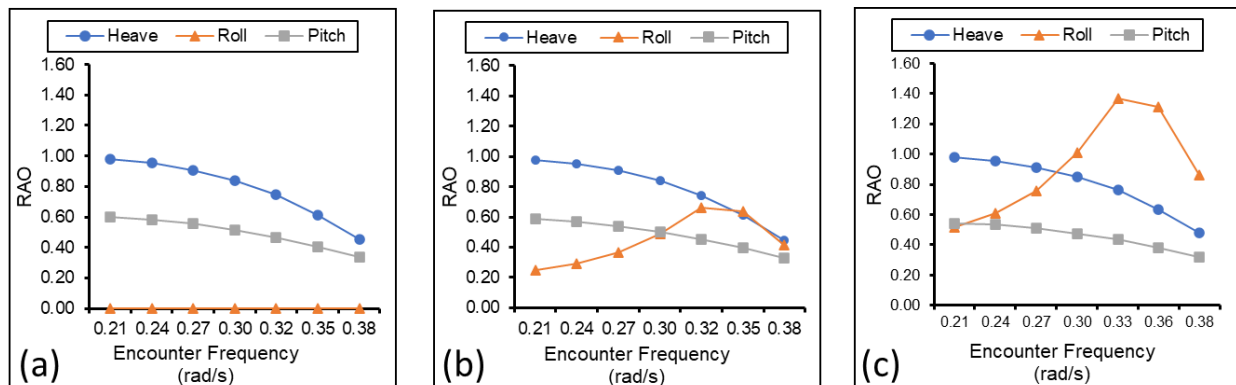 Heave Roll Pitch
1.60
1.40
1.20
1.00
0.80
0.60
0.40
0.20
0.00
RAO
0.21 0.24 0.27 0.30 0.32 0.35 0.38
Encounter Frequency
(rad/s)
(a)
Heave Roll Pitch
1.60
1.40
1.20
1.00
0.80
0.60
0.40
0.20
0.00
RAO
0.21 0.24 0.27 0.30 0.32 0.35 0.38
Encounter Frequency
(rad/s)
(b)
Heave Roll Pitch
1.60
1.40
1.20
1.00
0.80
0.60
0.40
0.20
0.00
RAO
0.21 0.24 0.27 0.30 0.33 0.36 0.38
Encounter Frequency
(rad/s)
(c)